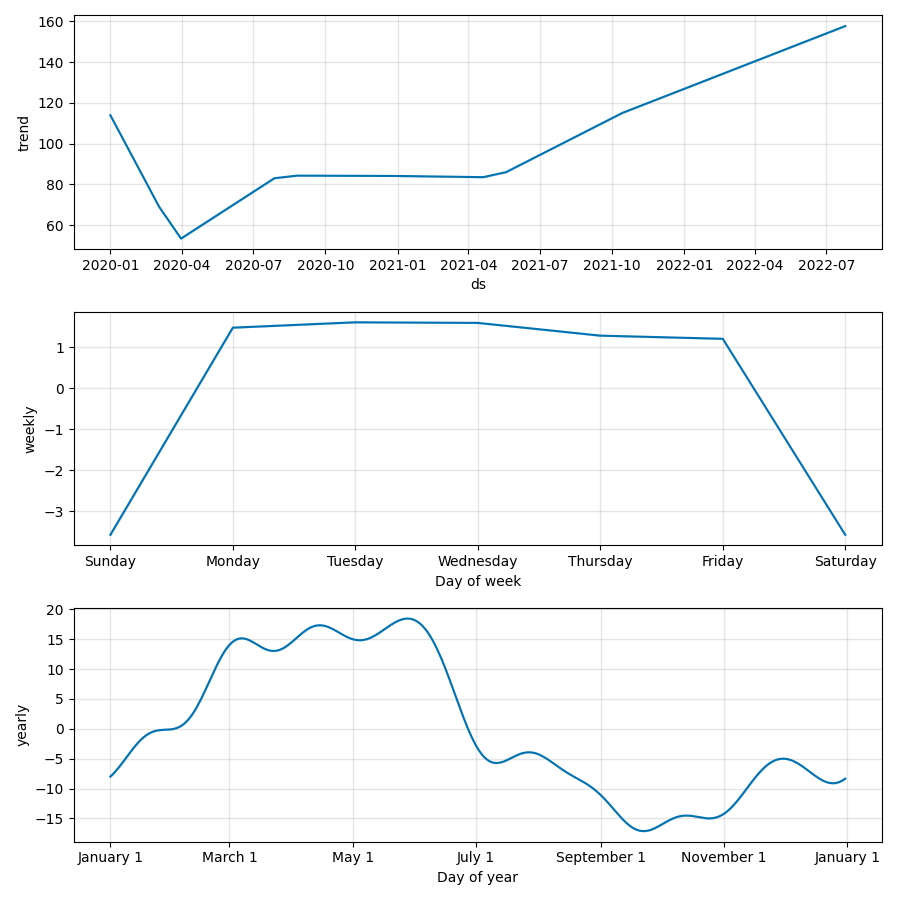 160
140
120
100
80
60
trend
2020-01 2020-04 2020-07 2020-10 2021-01 2021-04 2021-07 2021-10 2022-01 2022-04 2022-07
ds
1
0
−1
−2
−3
weekly
Sunday Monday Tuesday Wednesday Thursday Friday Saturday
Day of week
20
15
10
5
0
−5
−10
−15
yearly
January 1 March 1 May 1 July 1 September 1 November 1 January 1
Day of year